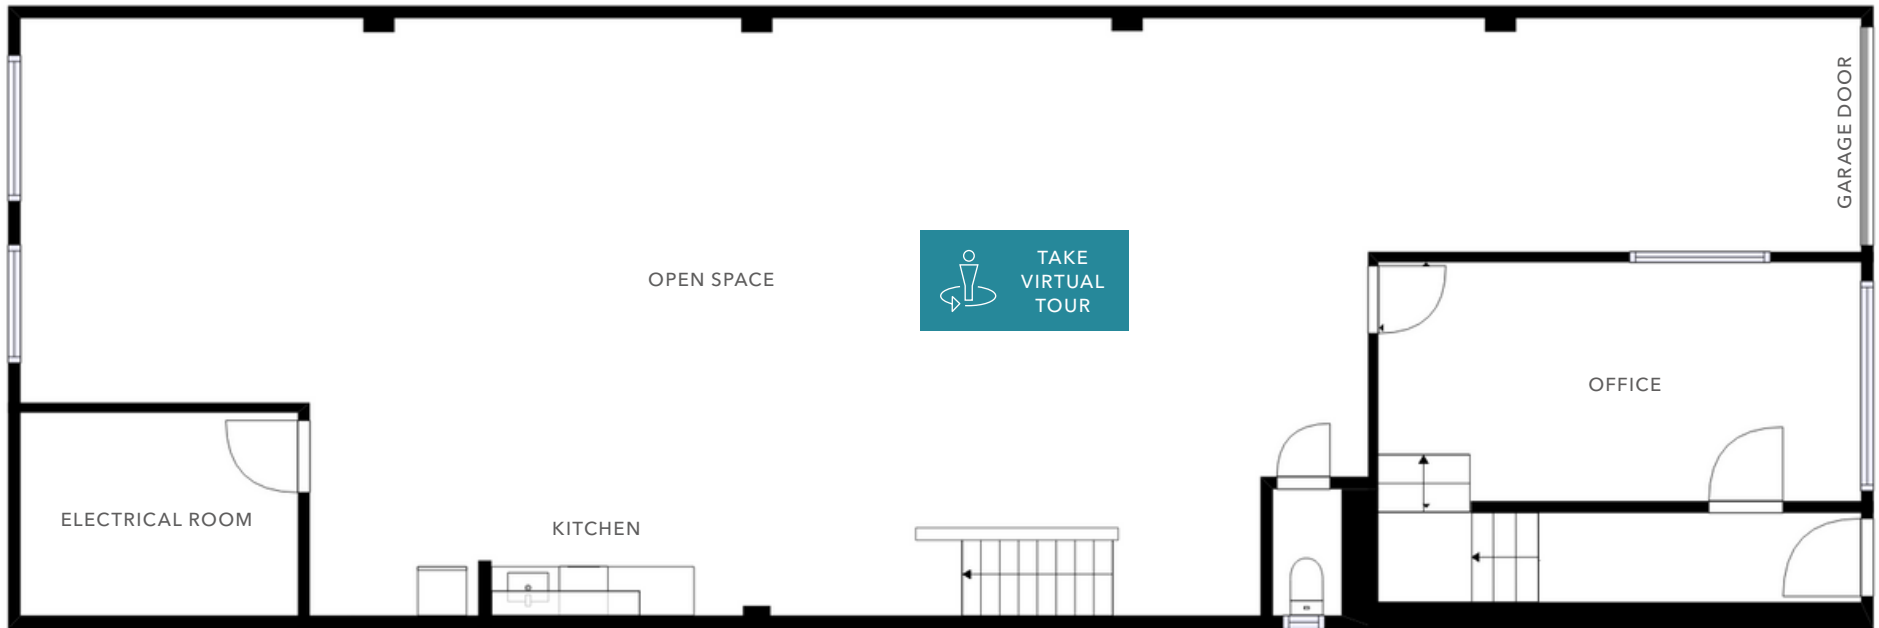 GARAGE DOOR
OPEN SPACE
TAKE
VIRTUAL
TOUR
OFFICE
ELECTRICAL ROOM
KITCHEN